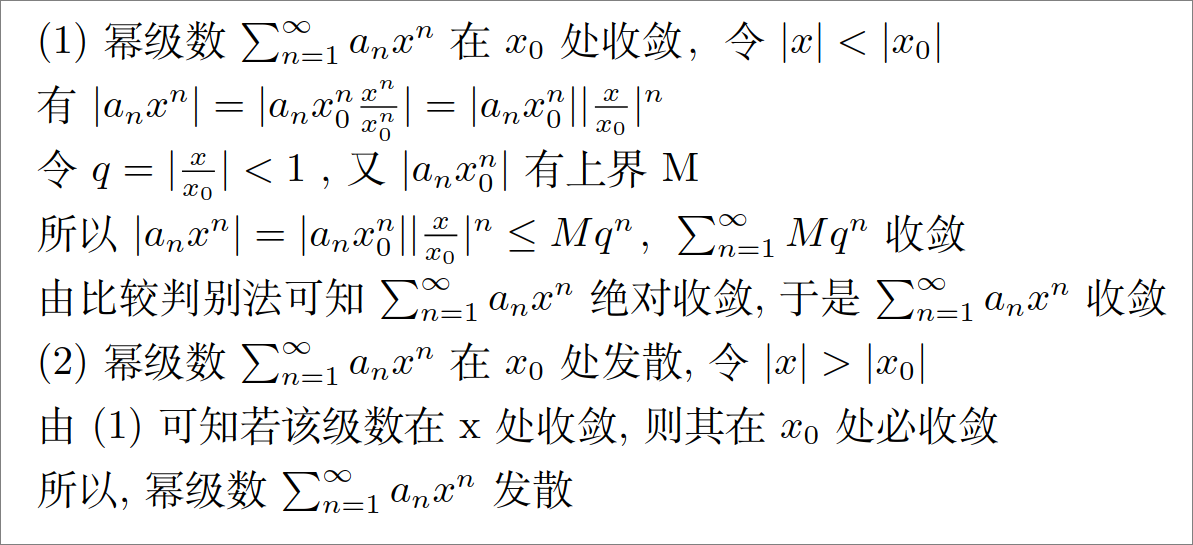 (1) 幂级数 $\sum_{n=1}^{\infty} a_n x^n$ 在 $x_0$ 处收敛, 令 $|x| < |x_0|$
有 $|a_n x^n| = |a_n x_0^n \frac{x^n}{x_0^n}| = |a_n x_0^n||\frac{x}{x_0}|^n$
令 $q = |\frac{x}{x_0}| < 1$ , 又 $|a_n x_0^n|$ 有上界 M
所以 $|a_n x^n| = |a_n x_0^n||\frac{x}{x_0}|^n \leq Mq^n$, $\sum_{n=1}^{\infty} Mq^n$ 收敛
由比较判别法可知 $\sum_{n=1}^{\infty} a_n x^n$ 绝对收敛, 于是 $\sum_{n=1}^{\infty} a_n x^n$ 收敛
(2) 幂级数 $\sum_{n=1}^{\infty} a_n x^n$ 在 $x_0$ 处发散, 令 $|x| > |x_0|$
由 (1) 可知若该级数在 x 处收敛, 则其在 $x_0$ 处必收敛
所以, 幂级数 $\sum_{n=1}^{\infty} a_n x^n$ 发散